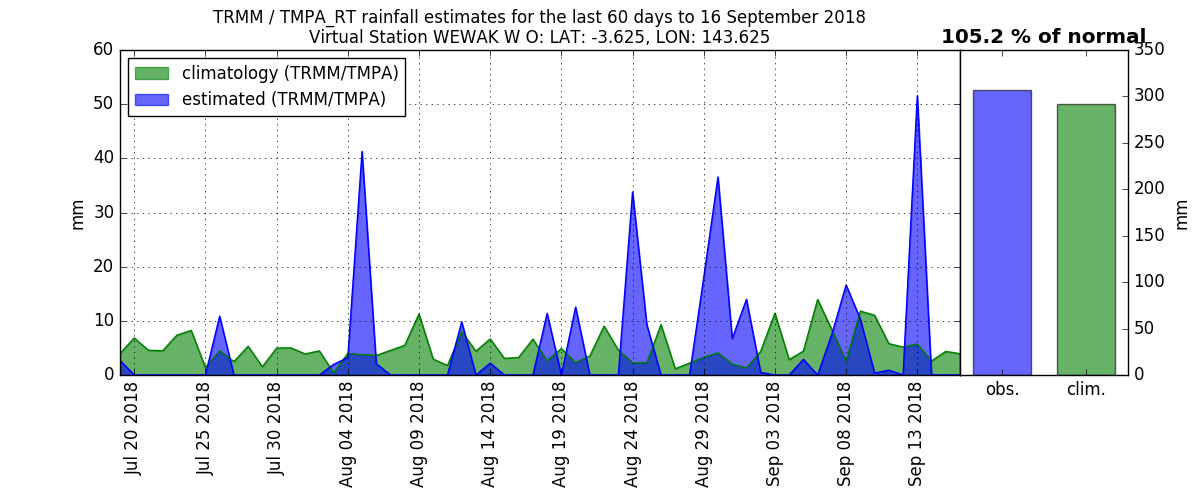 TRMM / TMPA_RT rainfall estimates for the last 60 days to 16 September 2018
Virtual Station WEWAK W O: LAT: -3.625, LON: 143.625
105.2 % of normal
climatology (TRMM/TMPA)
estimated (TRMM/TMPA)
60
50
40
30
20
10
0
mm
Jul 20 2018
Jul 25 2018
Jul 30 2018
Aug 04 2018
Aug 09 2018
Aug 14 2018
Aug 19 2018
Aug 24 2018
Aug 29 2018
Sep 03 2018
Sep 08 2018
Sep 13 2018
350
300
250
200
150
100
50
0
mm
obs.
clim.